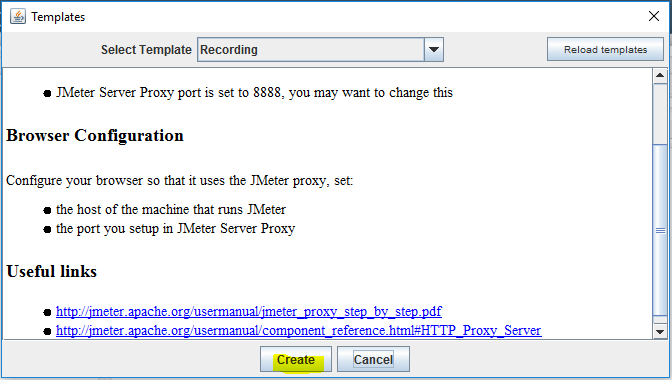 Templates
Select Template Recording Reload templates
JMeter Server Proxy port is set to 8888, you may want to change this
Browser Configuration
Configure your browser so that it uses the JMeter proxy, set:
the host of the machine that runs JMeter
the port you setup in JMeter Server Proxy
Useful links
http://jmeter.apache.org/usermanual/jmeter_proxy_step_by_step.pdf
http://jmeter.apache.org/usermanual/component_reference.html#HTTP_Proxy_Server
Create Cancel